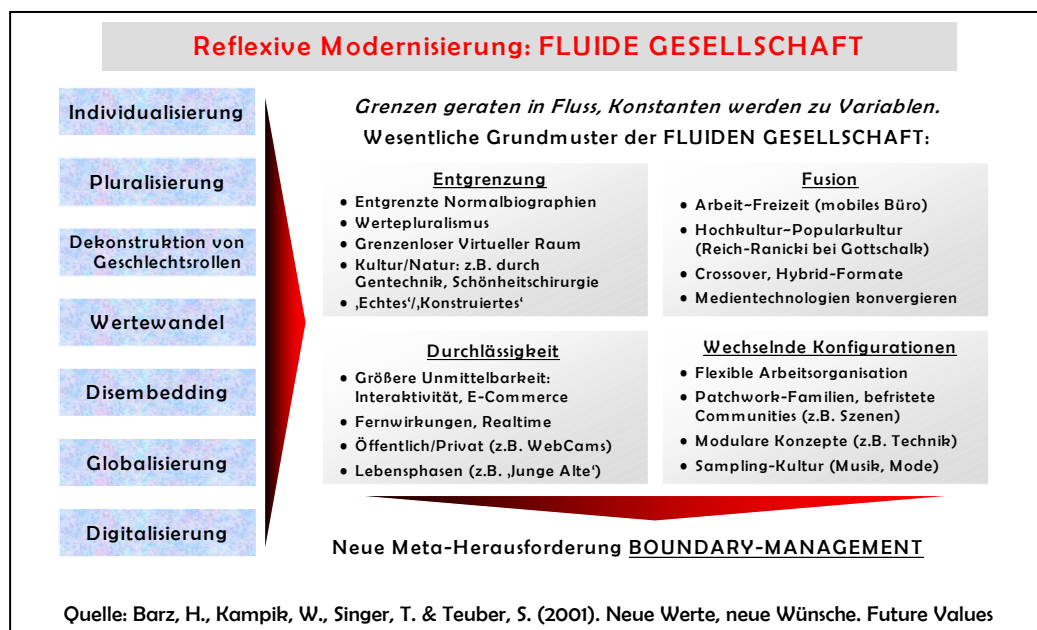 Reflexive Modernisierung: FLUIDE GESELLSCHAFT
Individualisierung
Pluralisierung
Dekonstruktion von
Geschlechtsrollen
Wertewandel
Disembedding
Globalisierung
Digitalisierung
Grenzen geraten in Fluss, Konstanten werden zu Variablen.
Wesentliche Grundmuster der FLUIDEN GESELLSCHAFT:
Entgrenzung
• Entgrenzte Normalbiographien
• Wertepluralismus
• Grenzenloser Virtueller Raum
• Kultur/Natur: z.B. durch
Gentechnik, Schönheitschirurgie
• ‚Echtes‘/‚Konstruiertes‘
Fusion
• Arbeit~Freizeit (mobiles Büro)
• Hochkultur~Popularkultur
(Reich-Ranicki bei Gottschalk)
• Crossover, Hybrid-Formate
• Medientechnologien konvergieren
Durchlässigkeit
• Größere Unmittelbarkeit:
Interaktivität, E-Commerce
• Fernwirkungen, Realtime
• Öffentlich/Privat (z.B. WebCams)
• Lebensphasen (z.B. ‚Junge Alte‘)
Wechselnde Konfigurationen
• Flexible Arbeitsorganisation
• Patchwork-Familien, befristete
Communities (z.B. Szenen)
• Modulare Konzepte (z.B. Technik)
• Sampling-Kultur (Musik, Mode)
Neue Meta-Herausforderung BOUNDARY-MANAGEMENT
Quelle: Barz, H., Kampik, W., Singer, T. & Teuber, S. (2001). Neue Werte, neue Wünsche. Future Values